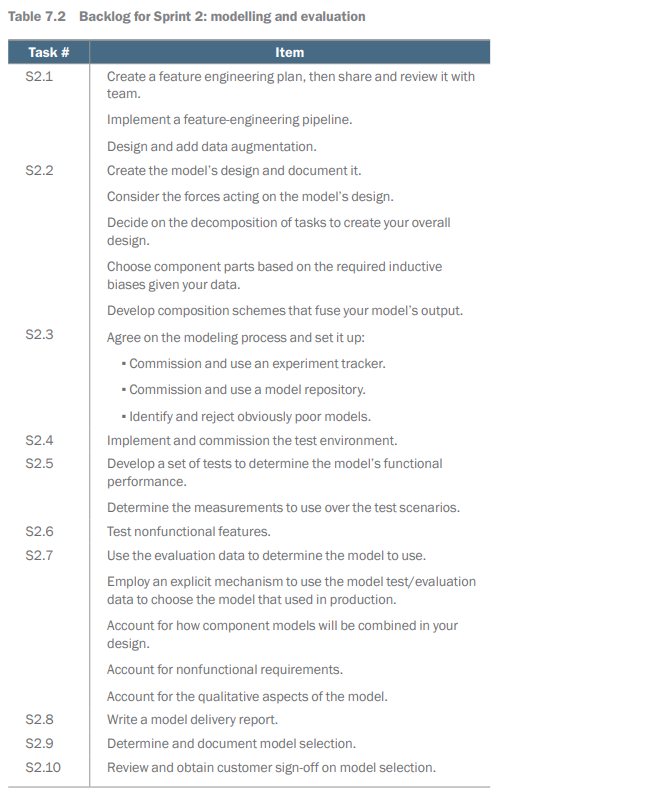 Table 7.2 Backlog for Sprint 2: modelling and evaluation
Task # Item
S2.1 Create a feature engineering plan, then share and review it with
team.
Implement a feature-engineering pipeline.
Design and add data augmentation.
S2.2 Create the model’s design and document it.
Consider the forces acting on the model’s design.
Decide on the decomposition of tasks to create your overall
design.
Choose component parts based on the required inductive
biases given your data.
Develop composition schemes that fuse your model’s output.
S2.3 Agree on the modeling process and set it up:
▪ Commission and use an experiment tracker.
▪ Commission and use a model repository.
▪ Identify and reject obviously poor models.
S2.4 Implement and commission the test environment.
S2.5 Develop a set of tests to determine the model’s functional
performance.
Determine the measurements to use over the test scenarios.
S2.6 Test nonfunctional features.
S2.7 Use the evaluation data to determine the model to use.
Employ an explicit mechanism to use the model test/evaluation
data to choose the model that used in production.
Account for how component models will be combined in your
design.
Account for nonfunctional requirements.
Account for the qualitative aspects of the model.
S2.8 Write a model delivery report.
S2.9 Determine and document model selection.
S2.10 Review and obtain customer sign-off on model selection.